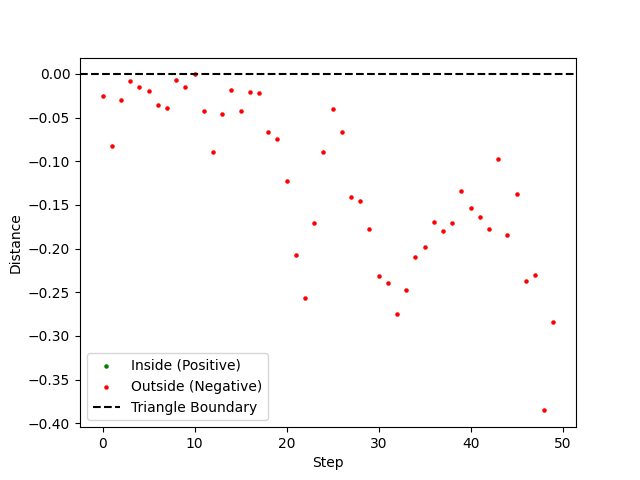 0.00
−0.05
−0.10
−0.15
−0.20
−0.25
−0.30
−0.35
−0.40
Distance
Inside (Positive)
Outside (Negative)
Triangle Boundary
0 10 20 30 40 50
Step